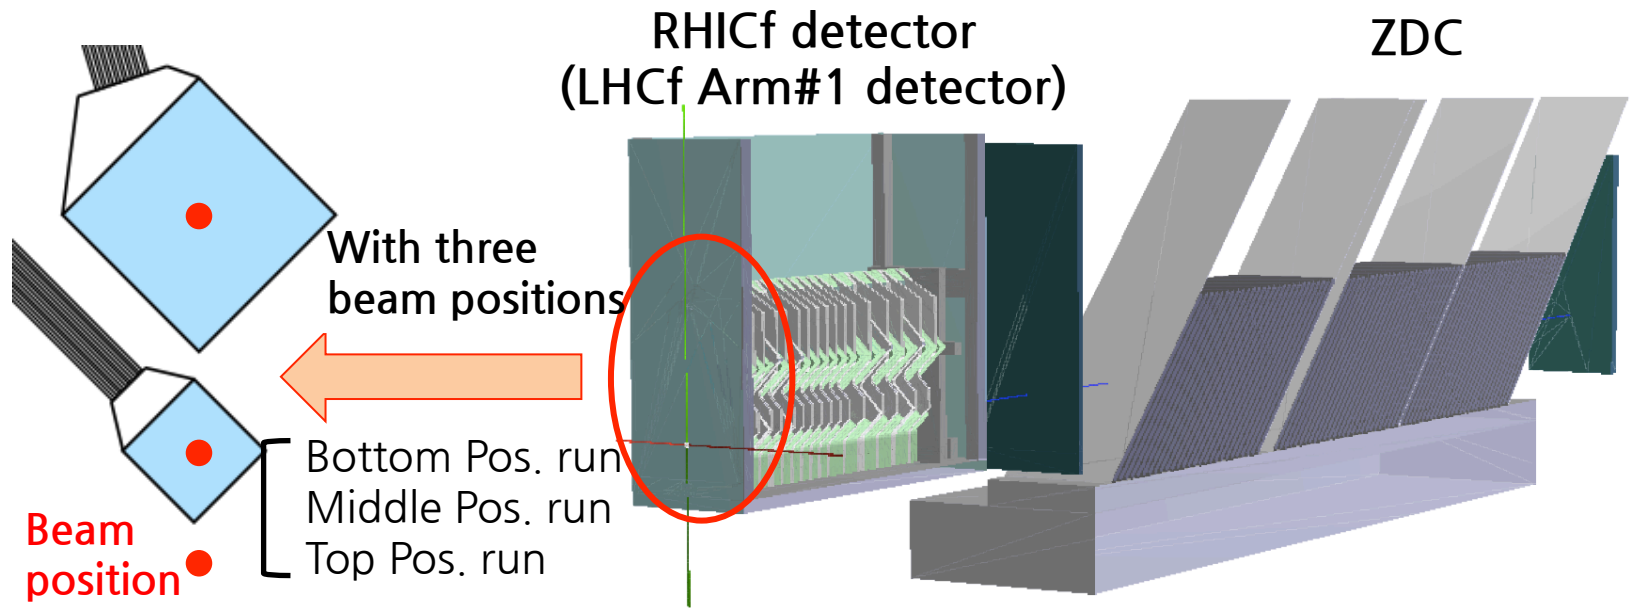 RHICf detector
(LHCf Arm#1 detector)
ZDC
With three
beam positions
Bottom Pos. run
Middle Pos. run
Top Pos. run
Beam
position